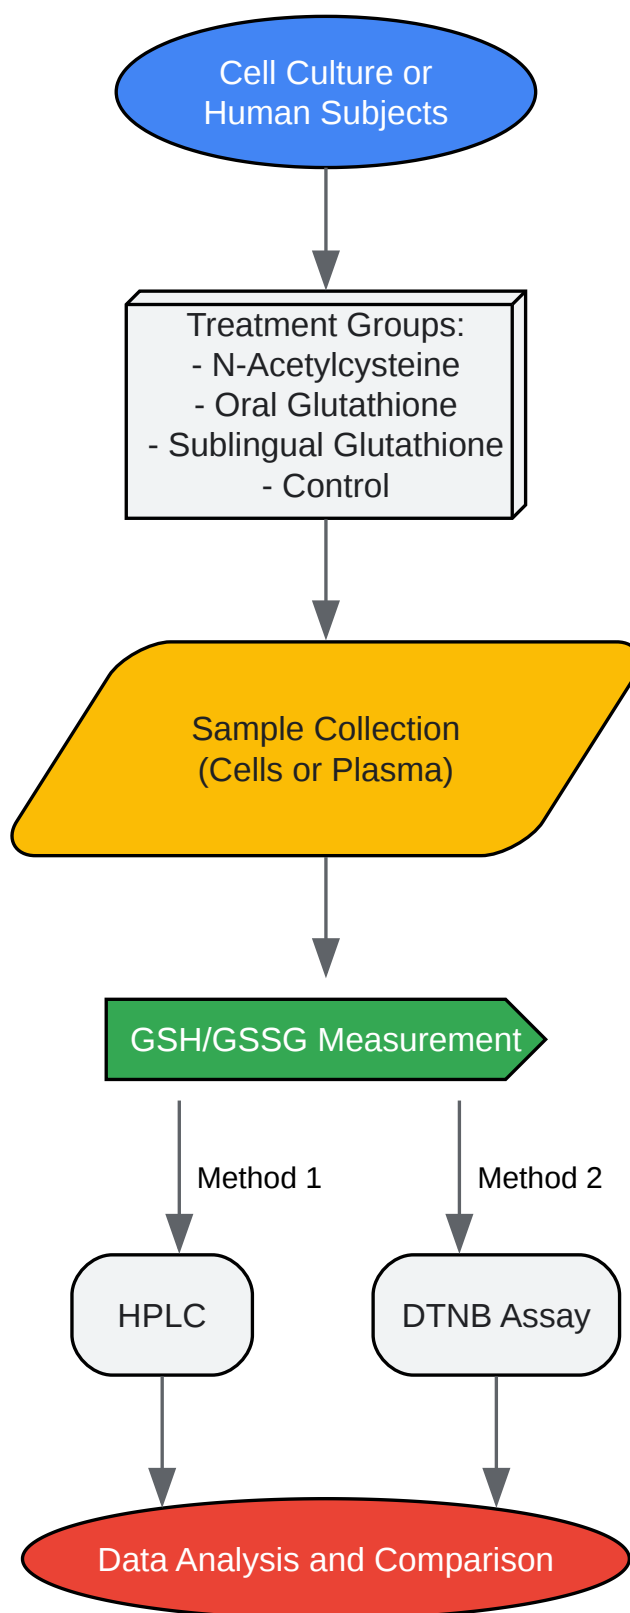 Cell Culture or
Human Subjects
Treatment Groups:
- N-Acetylcysteine
- Oral Glutathione
- Sublingual Glutathione
- Control
Sample Collection
(Cells or Plasma)
GSH/GSSG Measurement
Method 1
Method 2
HPLC
DTNB Assay
Data Analysis and Comparison